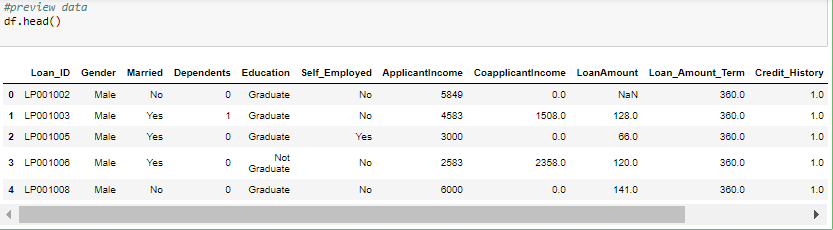 #preview data
df.head()
Loan_ID Gender Married Dependents Education Self_Employed ApplicantIncome CoapplicantIncome LoanAmount Loan_Amount_Term Credit_History
0 LP001002 Male No 0 Graduate No 5849 0.0 NaN 360.0 1.0
1 LP001003 Male Yes 1 Graduate No 4583 1508.0 128.0 360.0 1.0
2 LP001005 Male Yes 0 Graduate Yes 3000 0.0 66.0 360.0 1.0
3 LP001006 Male Yes 0 Not Graduate No 2583 2358.0 120.0 360.0 1.0
4 LP001008 Male No 0 Graduate No 6000 0.0 141.0 360.0 1.0